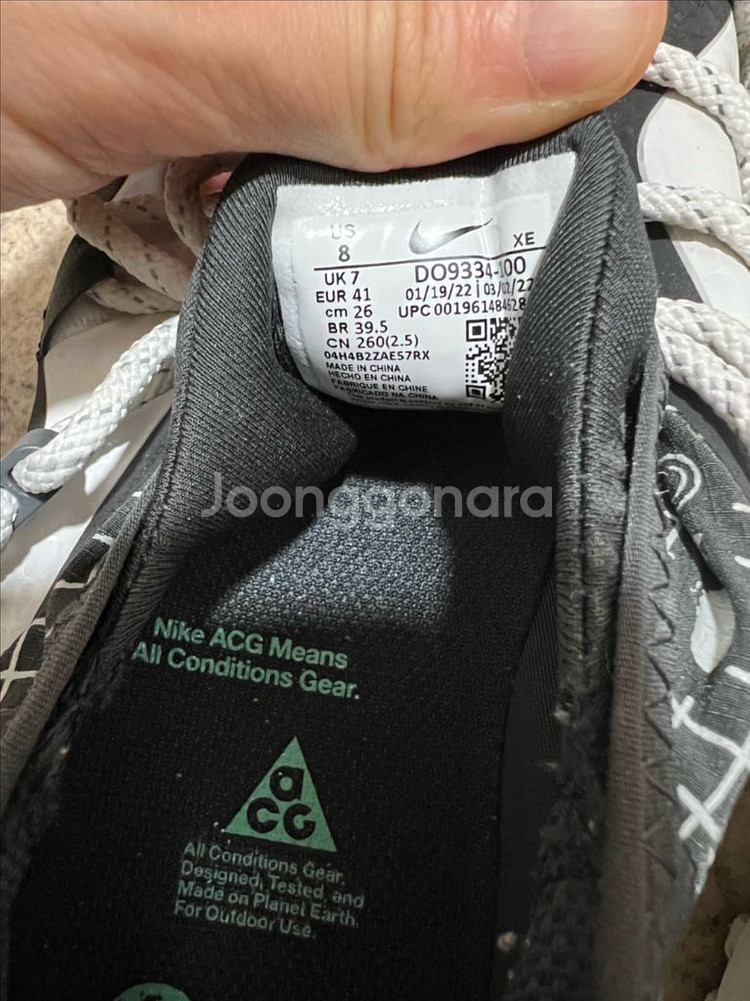 US
8
XE
UK 7
EUR 41
cm 26
BR 39.5
CN 260(2.5)
DO9334-100
01/19/22 | 03/02/22
UPC 001961484628
04H4B2ZAE57RX
MADE IN CHINA
HECHO EN CHINA
FABRIQUE EN CHINE
FABRICADO NA CHINA
Joonggonara
Nike ACG Means
All Conditions Gear.
aCG
All Conditions Gear.
Designed, Tested, and
Made on Planet Earth.
For Outdoor Use.